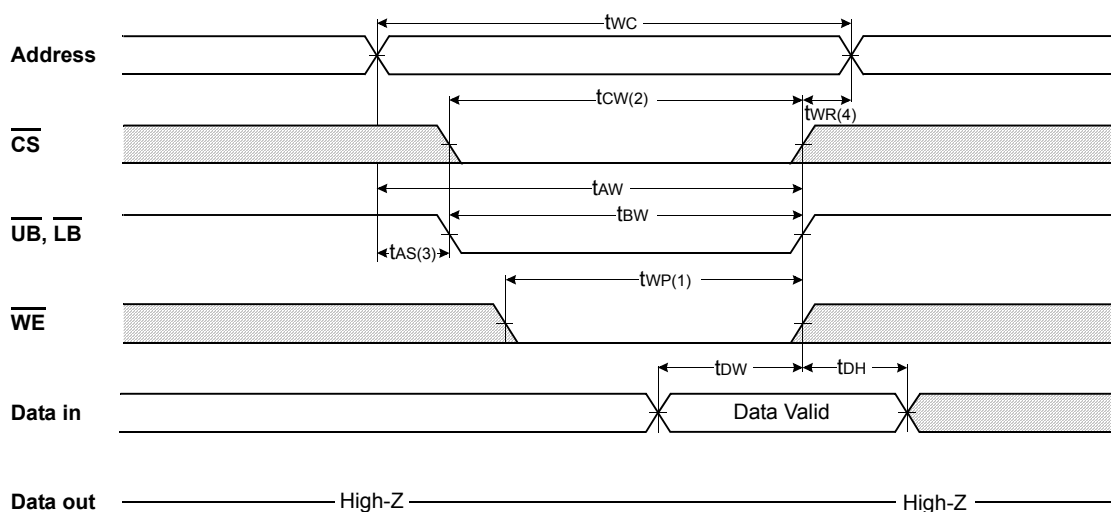 tWC
Address
tCW(2)
tWR(4)
CS
tAW
tBW
UB, LB
tAS(3)
tWP(1)
WE
tDW
tDH
Data in
Data Valid
Data out
High-Z
High-Z